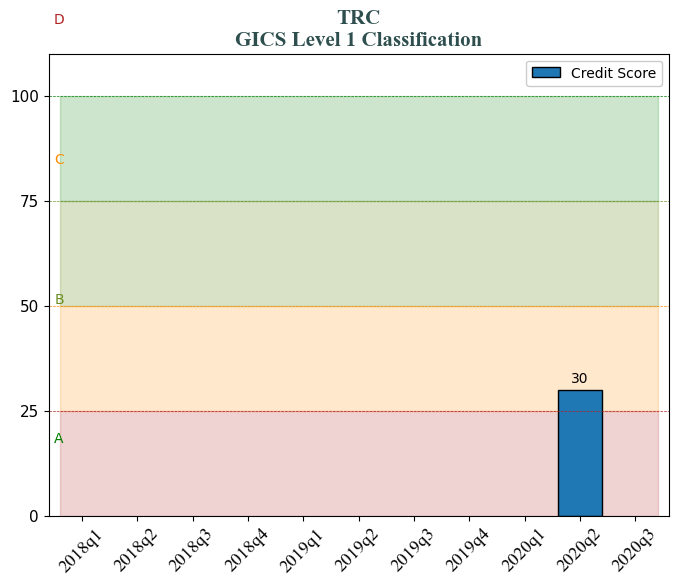 D
TRC
GICS Level 1 Classification
Credit Score
100
C
75
B
50
30
25
A
0
2018q1
2018q2
2018q3
2018q4
2019q1
2019q2
2019q3
2019q4
2020q1
2020q2
2020q3